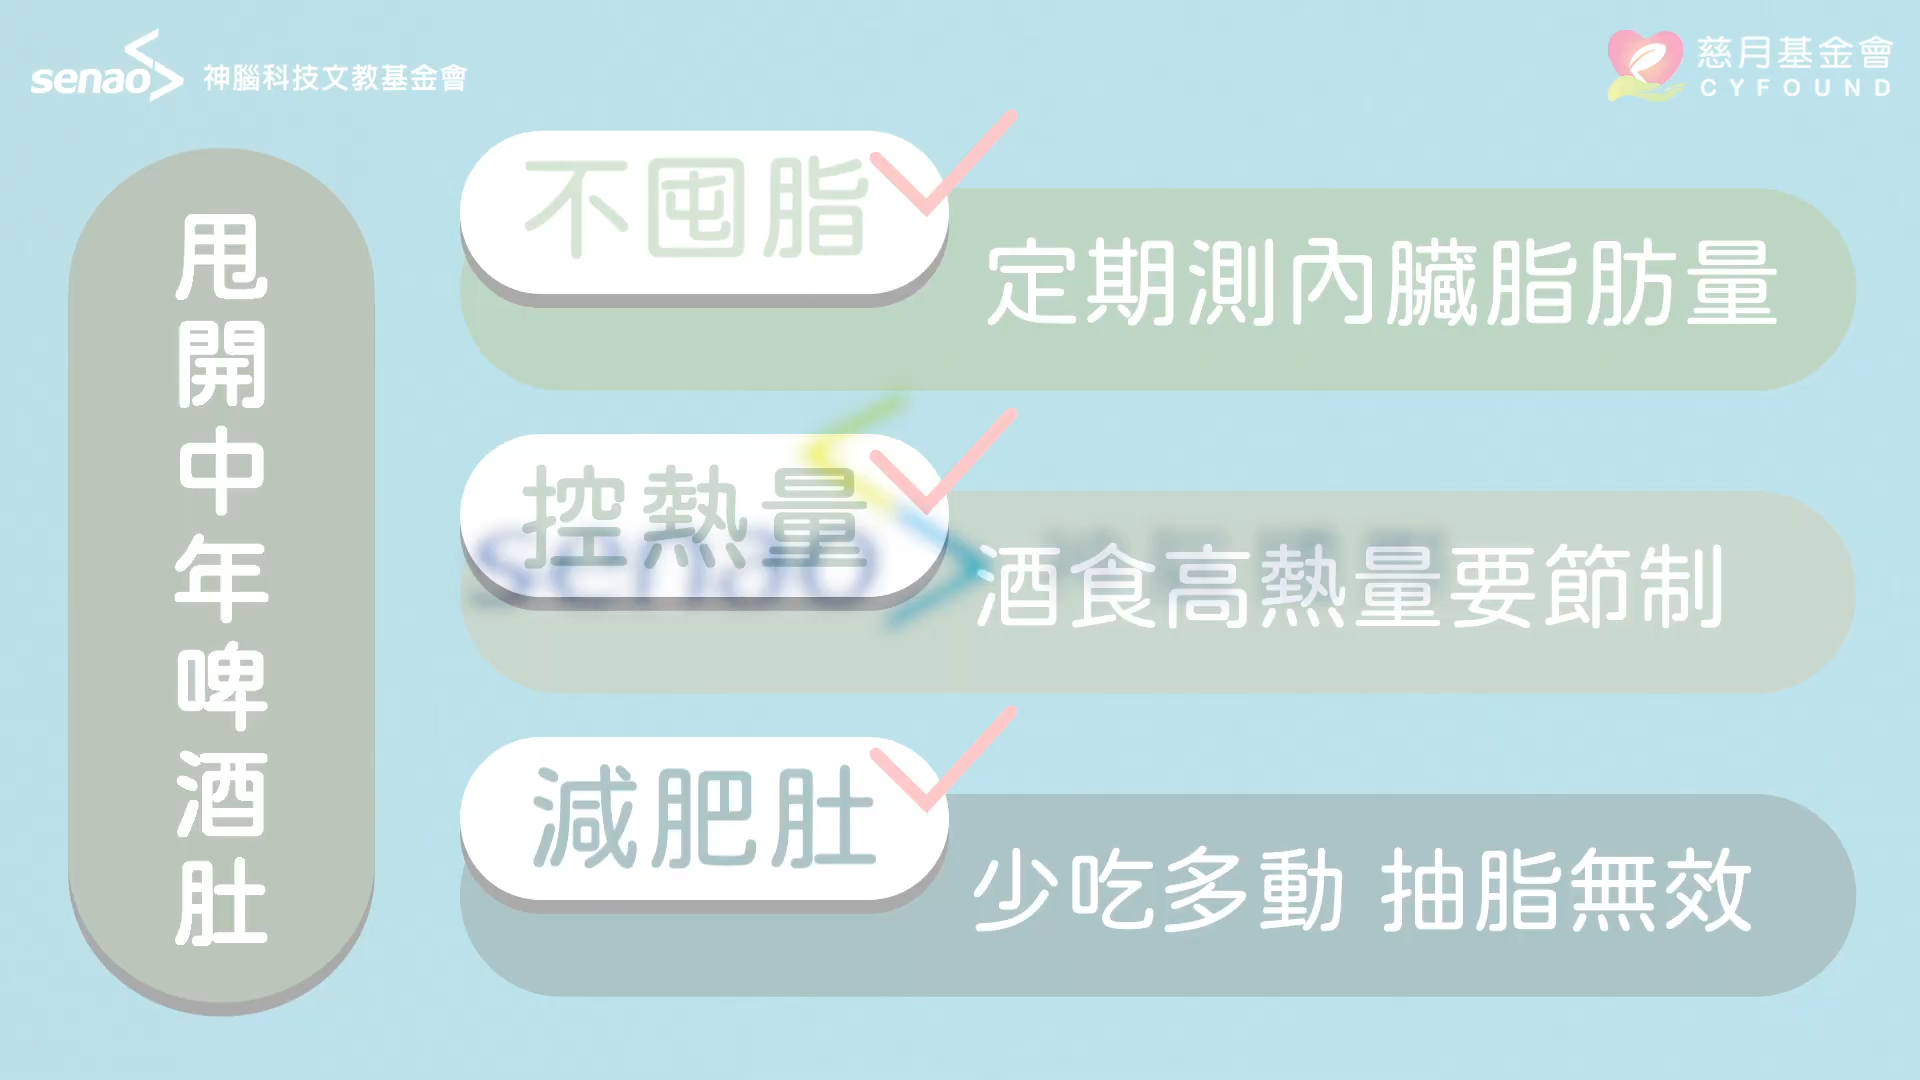 senao 神腦科技文教基金會
慈月基金會
CYFOUND
甩開中年啤酒肚
不囤脂
定期測內臟脂肪量
控熱量
酒食高熱量要節制
senao
減肥肚
少吃多動 抽脂無效